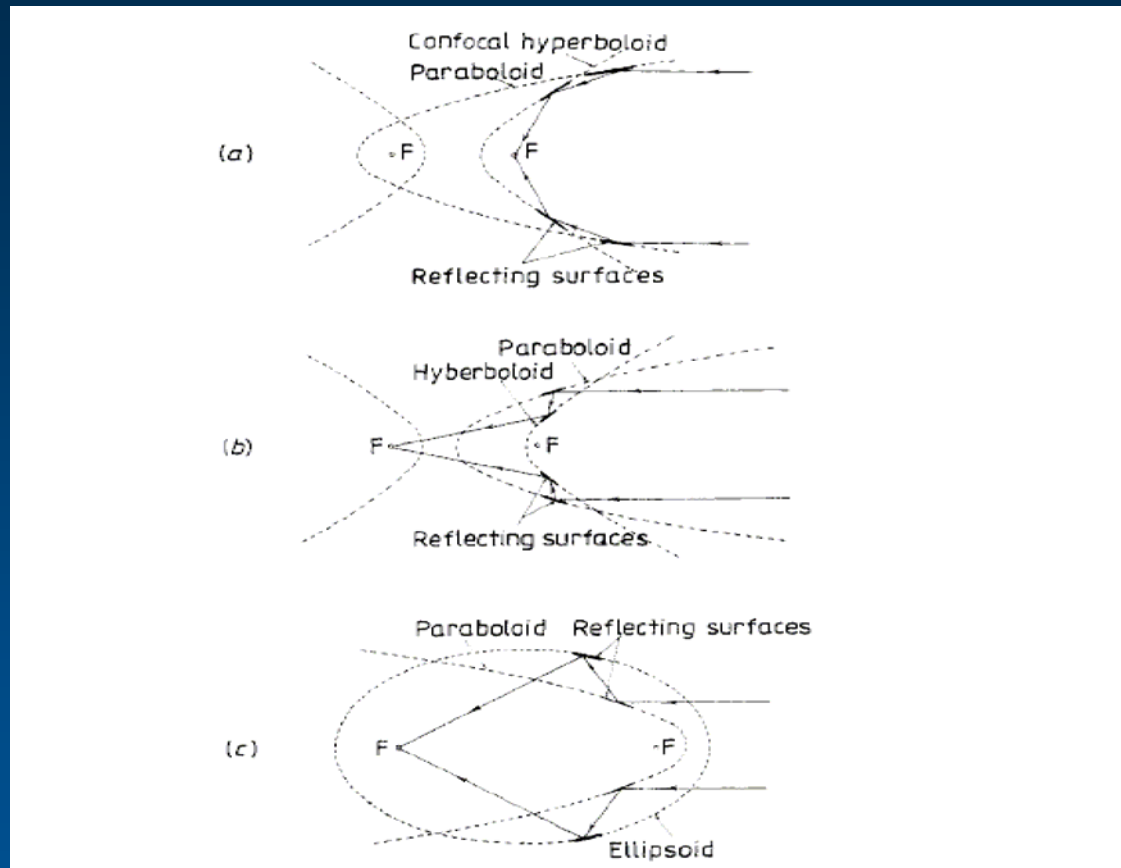 Confocal hyperboloid
Paraboloid
(a)
F
F
Reflecting surfaces
Paraboloid
Hyberboloid
(b)
F
F
Reflecting surfaces
Paraboloid Reflecting surfaces
(c)
F
F
Ellipsoid